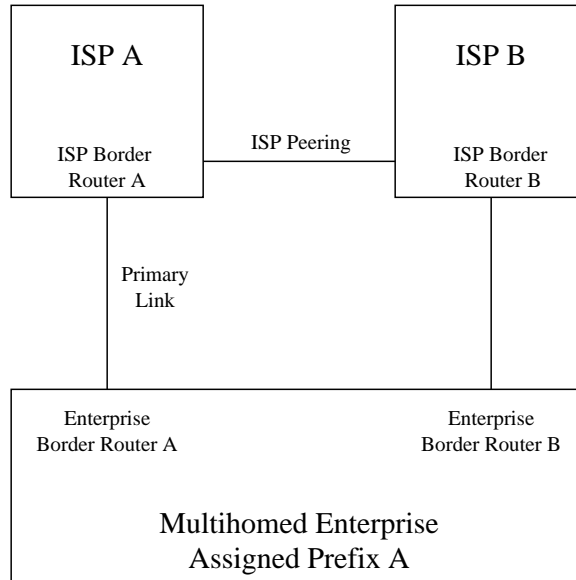 ISP A
ISP B
ISP Peering
ISP Border
Router A
ISP Border
Router B
Primary
Link
Enterprise
Border Router A
Enterprise
Border Router B
Multihomed Enterprise
Assigned Prefix A